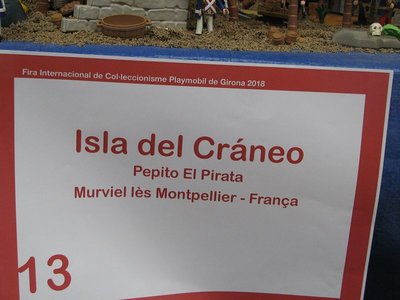 Fira Internacional de Col·leccionisme Playmobil de Girona 2018
Isla del Cráneo
Pepito El Pirata
Murviel lès Montpellier - França
13